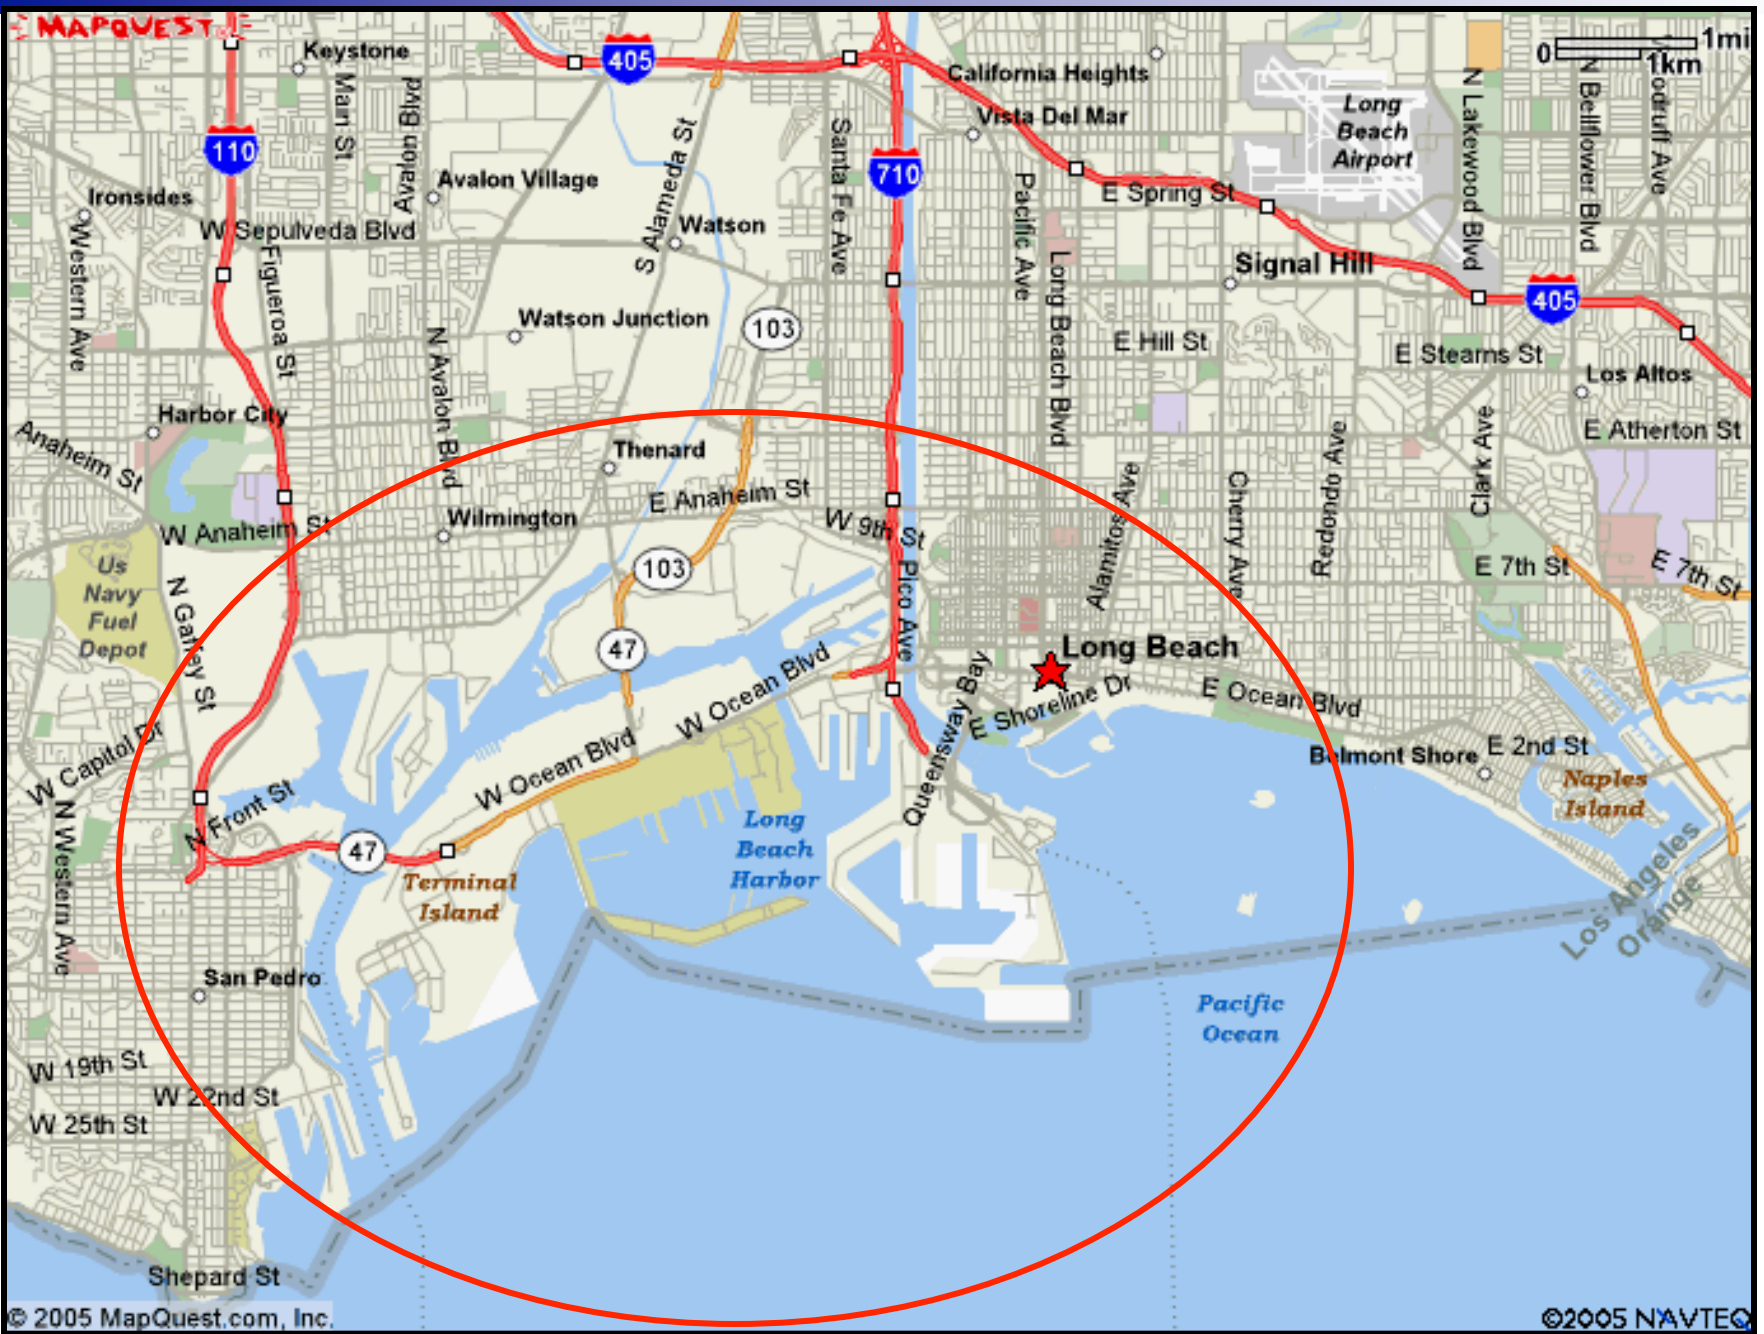 MAPQUEST
Keystone
405
California Heights
0
1mi
1km
Main St
Avalon Blvd
110
Vista Del Mar
Long
Beach
Airport
N Lakewood Blvd
N Bellflower Blvd
Woodruff Ave
Santa Fe Ave
710
S Alameda St
Ironsides
Avalon Village
Pacific Ave
E Spring St
Western Ave
W Sepulveda Blvd
Watson
Figueroa St
Long Beach Blvd
Signal Hill
405
Watson Junction
103
N Avalon Blvd
E Hill St
E Stearns St
Los Altos
Harbor City
Anaheim St
Thenard
E Atherton St
Clark Ave
Redondo Ave
Cherry Ave
Alamitos Ave
E Anaheim St
W Anaheim St
Wilmington
W 9th St
Us
Navy
Fuel
Depot
103
E 7th St
E 7th St
N Gaffey St
Pico Ave
47
Long Beach
W Ocean Blvd
E Shoreline Dr
E Ocean Blvd
Queensway Bay
W Capitol Dr
W Ocean Blvd
Belmont Shore
E 2nd St
Naples
Island
N Front St
Long
Beach
Harbor
47
Terminal
Island
N Western Ave
Los Angeles
Orange
San Pedro
Pacific
Ocean
W 19th St
W 22nd St
W 25th St
Shepard St
© 2005 MapQuest.com, Inc.
©2005 NAVTEQ